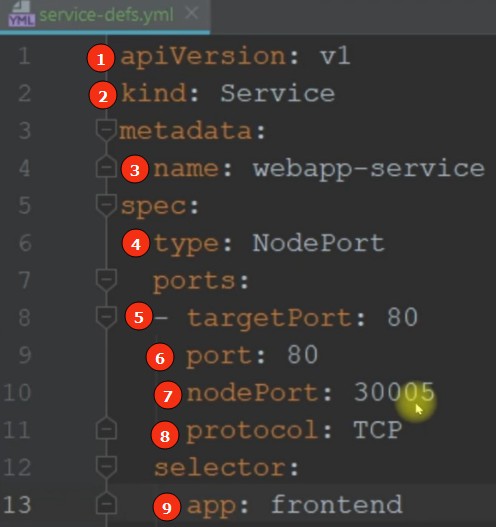 service-defs.yml
1 1 apiVersion: v1
2 2 kind: Service
3 metadata:
4 3 name: webapp-service
5 spec:
6 4 type: NodePort
7 ports:
8 5 - targetPort: 80
9 6 port: 80
10 7 nodePort: 30005
11 8 protocol: TCP
12 selector:
13 9 app: frontend